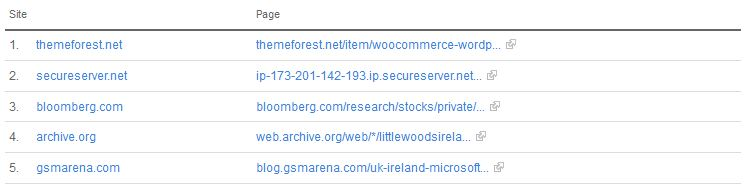 Site Page
1. themeforest.net themeforest.net/item/woocommerce-wordp...
2. secureserver.net ip-173-201-142-193.ip.secureserver.net...
3. bloomberg.com bloomberg.com/research/stocks/private/...
4. archive.org web.archive.org/web/*/littlewoodsirela...
5. gsmarena.com blog.gsmarena.com/uk-ireland-microsoft...